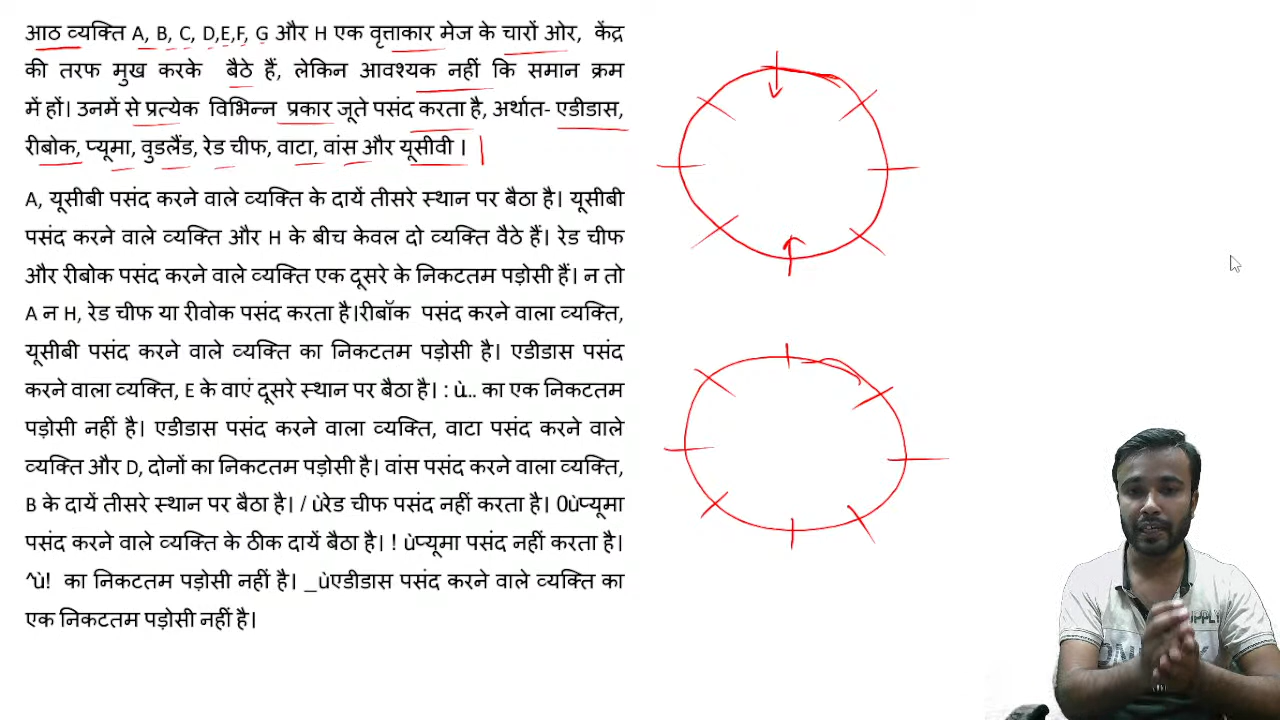 आठ व्यक्ति A, B, C, D,E,F, G और H एक वृत्ताकार मेज के चारों ओर, केंद्र
की तरफ मुख करके बैठे हैं, लेकिन आवश्यक नहीं कि समान क्रम
में हों। उनमें से प्रत्येक विभिन्न प्रकार जूते पसंद करता है, अर्थात- एडीडास,
रीबोक, प्यूमा, वुडलैंड, रेड चीफ, वाटा, वांस और यूसीवी ।
A, यूसीबी पसंद करने वाले व्यक्ति के दायें तीसरे स्थान पर बैठा है। यूसीबी
पसंद करने वाले व्यक्ति और H के बीच केवल दो व्यक्ति वैठे हैं। रेड चीफ
और रीबोक पसंद करने वाले व्यक्ति एक दूसरे के निकटतम पड़ोसी हैं। न तो
A न H, रेड चीफ या रीवोक पसंद करता है।रीबॉक पसंद करने वाला व्यक्ति,
यूसीबी पसंद करने वाले व्यक्ति का निकटतम पड़ोसी है। एडीडास पसंद
करने वाला व्यक्ति, E के वाएं दूसरे स्थान पर बैठा है। : ù... का एक निकटतम
पड़ोसी नहीं है। एडीडास पसंद करने वाला व्यक्ति, वाटा पसंद करने वाले
व्यक्ति और D, दोनों का निकटतम पड़ोसी है। वांस पसंद करने वाला व्यक्ति,
B के दायें तीसरे स्थान पर बैठा है। / ùरेड चीफ पसंद नहीं करता है। 0ùप्यूमा
पसंद करने वाले व्यक्ति के ठीक दायें बैठा है। ! ùप्यूमा पसंद नहीं करता है।
^ù! का निकटतम पड़ोसी नहीं है। _ùएडीडास पसंद करने वाले व्यक्ति का
एक निकटतम पड़ोसी नहीं है।